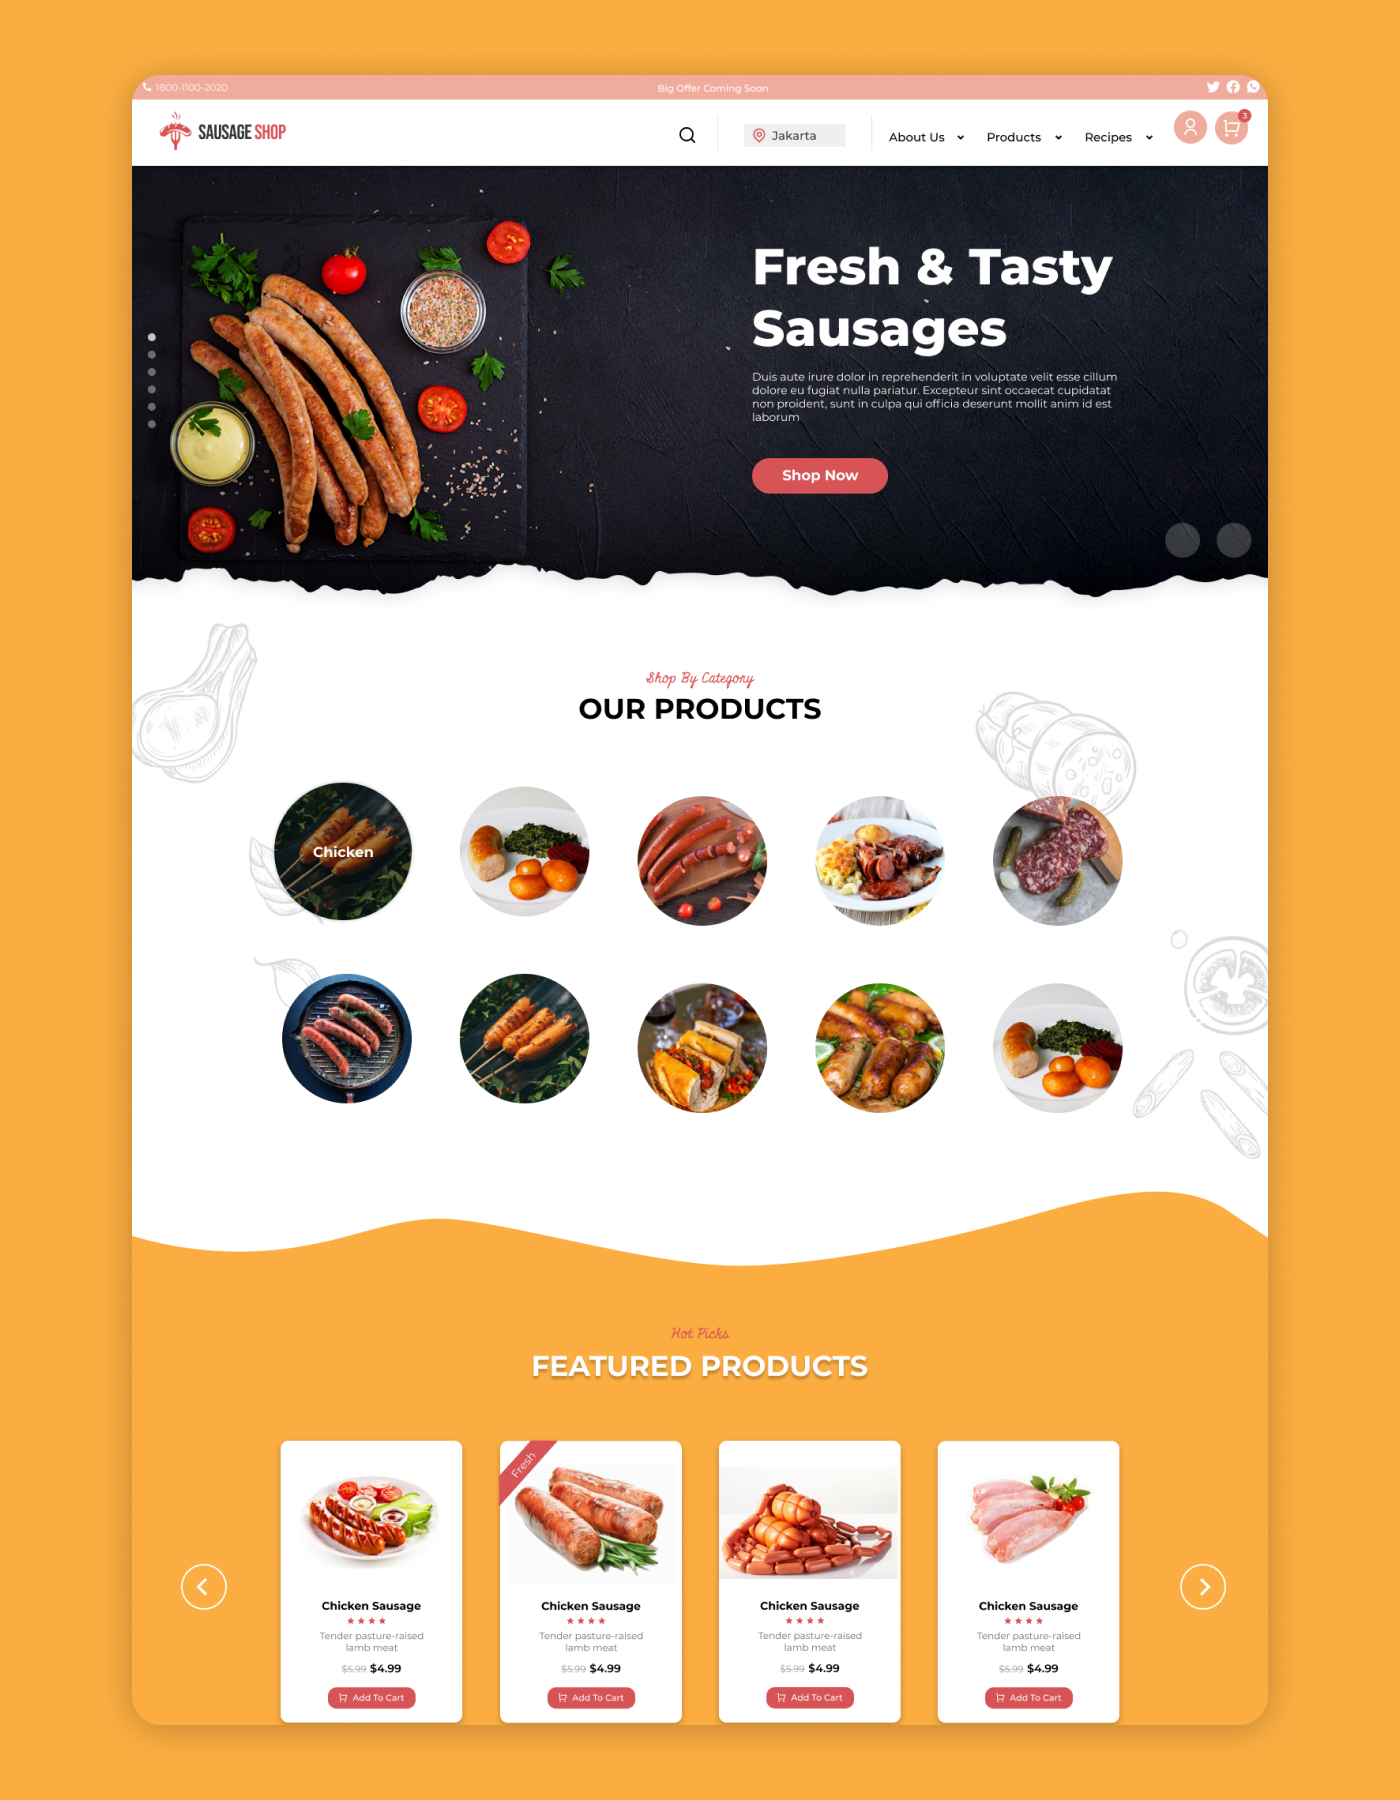 1800-1100-2020
Big Offer Coming Soon
SAUSAGE SHOP
Jakarta
About Us
Products
Recipes
3
Fresh & Tasty
Sausages
Duis aute irure dolor in reprehenderit in voluptate velit esse cillum
dolore eu fugiat nulla pariatur. Excepteur sint occaecat cupidatat
non proident, sunt in culpa qui officia deserunt mollit anim id est
laborum
Shop Now
Shop By Category
OUR PRODUCTS
Chicken
Hot Picks
FEATURED PRODUCTS
Chicken Sausage
Tender pasture-raised
lamb meat
$5.99 $4.99
Add To Cart
Fresh
Chicken Sausage
Tender pasture-raised
lamb meat
$5.99 $4.99
Add To Cart
Chicken Sausage
Tender pasture-raised
lamb meat
$5.99 $4.99
Add To Cart
Chicken Sausage
Tender pasture-raised
lamb meat
$5.99 $4.99
Add To Cart